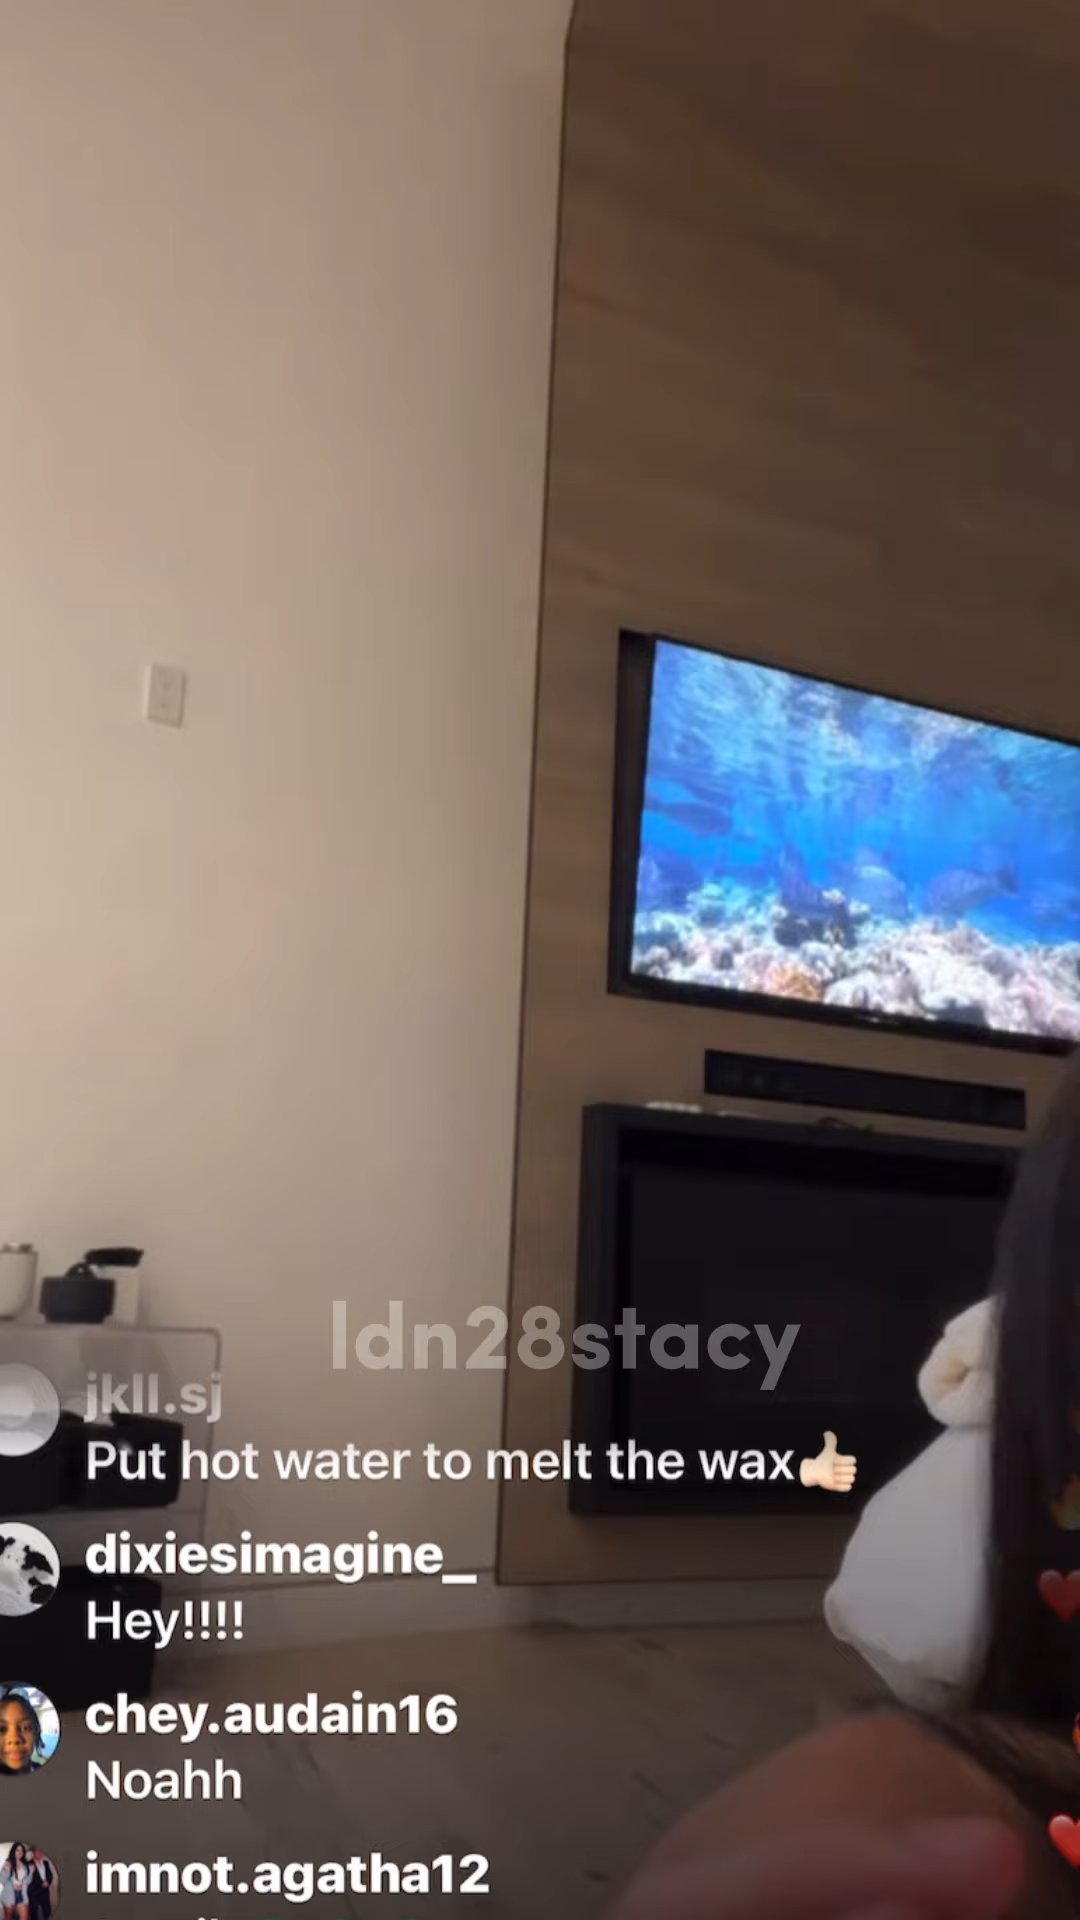 ldn28stacy
jkll.sj
Put hot water to melt the wax👍🏻
dixiesimagine_
Hey!!!!
chey.audain16
Noahh
imnot.agatha12